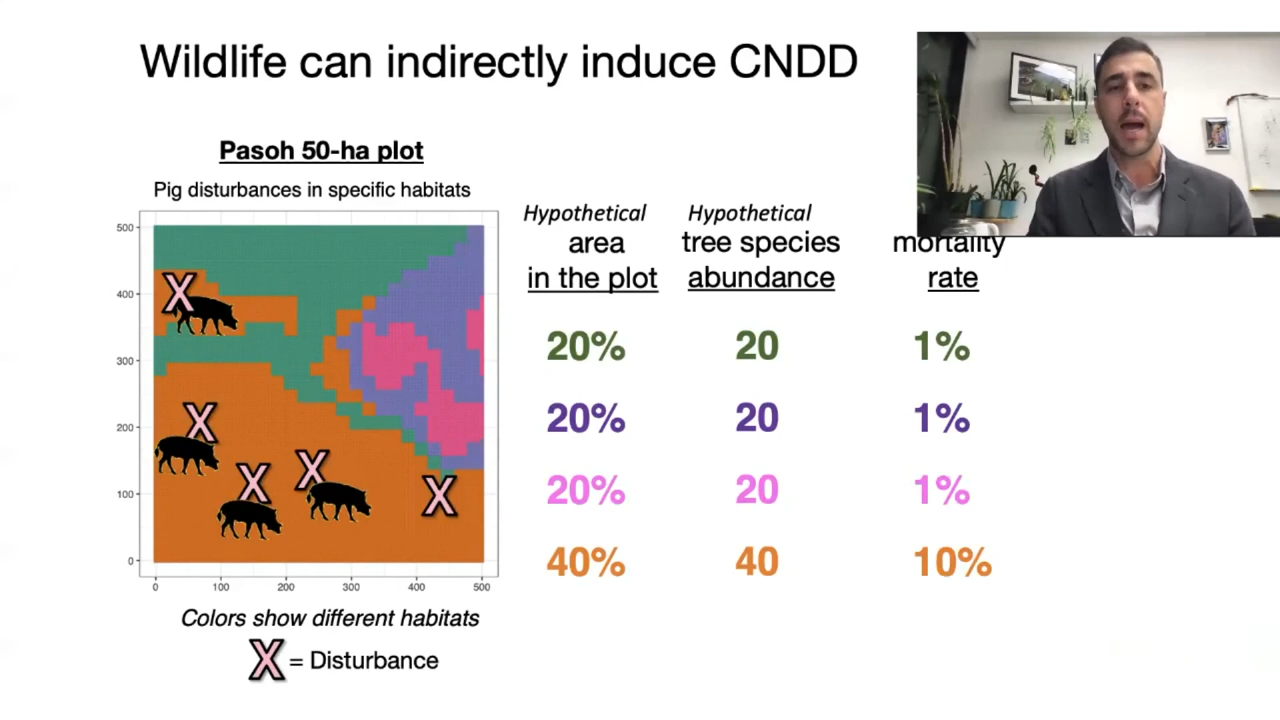 Wildlife can indirectly induce CNDD
Pasoh 50-ha plot
Pig disturbances in specific habitats
500
400
300
200
100
0
0 100 200 300 400 500
X
X
X
X
X
Colors show different habitats
X = Disturbance
Hypothetical
area
in the plot
20%
20%
20%
40%
Hypothetical
tree species
abundance
20
20
20
40
mortality
rate
1%
1%
1%
10%